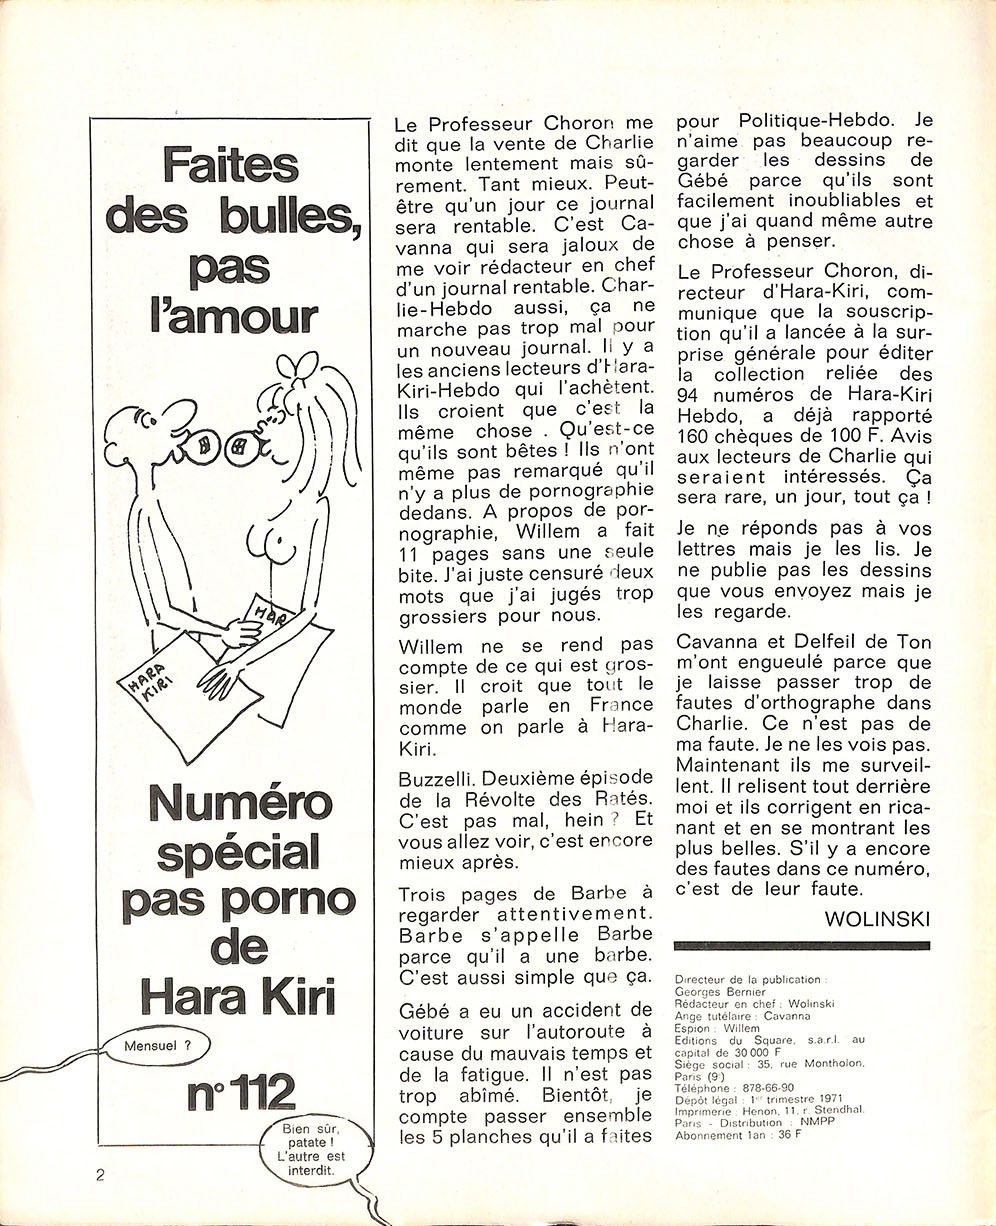 Faites
des bulles,
pas
l'amour
HARA
KIRI
HAR
Numéro
spécial
pas porno
de
Hara Kiri
Mensuel ?
n° 112
Bien sûr,
patate !
L'autre est
interdit.
2
Le Professeur Choron me
dit que la vente de Charlie
monte lentement mais sû-
rement. Tant mieux. Peut-
être qu'un jour ce journal
sera rentable. C'est Ca-
vanna qui sera jaloux de
me voir rédacteur en chef
d'un journal rentable. Char-
lie-Hebdo aussi, ça ne
marche pas trop mal pour
un nouveau journal. Il y a
les anciens lecteurs d'Hara-
Kiri-Hebdo qui l'achètent.
Ils croient que c'est la
même chose . Qu'est-ce
qu'ils sont bêtes ! Ils n'ont
même pas remarqué qu'il
n'y a plus de pornographie
dedans. A propos de por-
nographie, Willem a fait
11 pages sans une seule
bite. J'ai juste censuré deux
mots que j'ai jugés trop
grossiers pour nous.
Willem ne se rend pas
compte de ce qui est gros-
sier. Il croit que tout le
monde parle en France
comme on parle à Hara-
Kiri.
Buzzelli. Deuxième épisode
de la Révolte des Ratés.
C'est pas mal, hein ? Et
vous allez voir, c'est encore
mieux après.
Trois pages de Barbe à
regarder attentivement.
Barbe s'appelle Barbe
parce qu'il a une barbe.
C'est aussi simple que ça.
Gébé a eu un accident de
voiture sur l'autoroute à
cause du mauvais temps et
de la fatigue. Il n'est pas
trop abîmé. Bientôt, je
compte passer ensemble
les 5 planches qu'il a faites
pour Politique-Hebdo. Je
n'aime pas beaucoup re-
garder les dessins de
Gébé parce qu'ils sont
facilement inoubliables et
que j'ai quand même autre
chose à penser.
Le Professeur Choron, di-
recteur d'Hara-Kiri, com-
munique que la souscrip-
tion qu'il a lancée à la sur-
prise générale pour éditer
la collection reliée des
94 numéros de Hara-Kiri
Hebdo, a déjà rapporté
160 chèques de 100 F. Avis
aux lecteurs de Charlie qui
seraient intéressés. Ça
sera rare, un jour, tout ça !
Je ne réponds pas à vos
lettres mais je les lis. Je
ne publie pas les dessins
que vous envoyez mais je
les regarde.
Cavanna et Delfeil de Ton
m'ont engueulé parce que
je laisse passer trop de
fautes d'orthographe dans
Charlie. Ce n'est pas de
ma faute. Je ne les vois pas.
Maintenant ils me surveil-
lent. Il relisent tout derrière
moi et ils corrigent en rica-
nant et en se montrant les
plus belles. S'il y a encore
des fautes dans ce numéro,
c'est de leur faute.
WOLINSKI
Directeur de la publication :
Georges Bernier
Rédacteur en chef : Wolinski
Ange tutélaire : Cavanna
Espion : Willem
Editions du Square, s.a.r.l. au
capital de 30 000 F
Siège social : 35, rue Montholon,
Paris (9e)
Téléphone : 878-66-90
Dépôt légal : 1er trimestre 1971
Imprimerie : Henon, 11, r. Stendhal.
Paris - Distribution : NMPP
Abonnement 1 an : 36 F